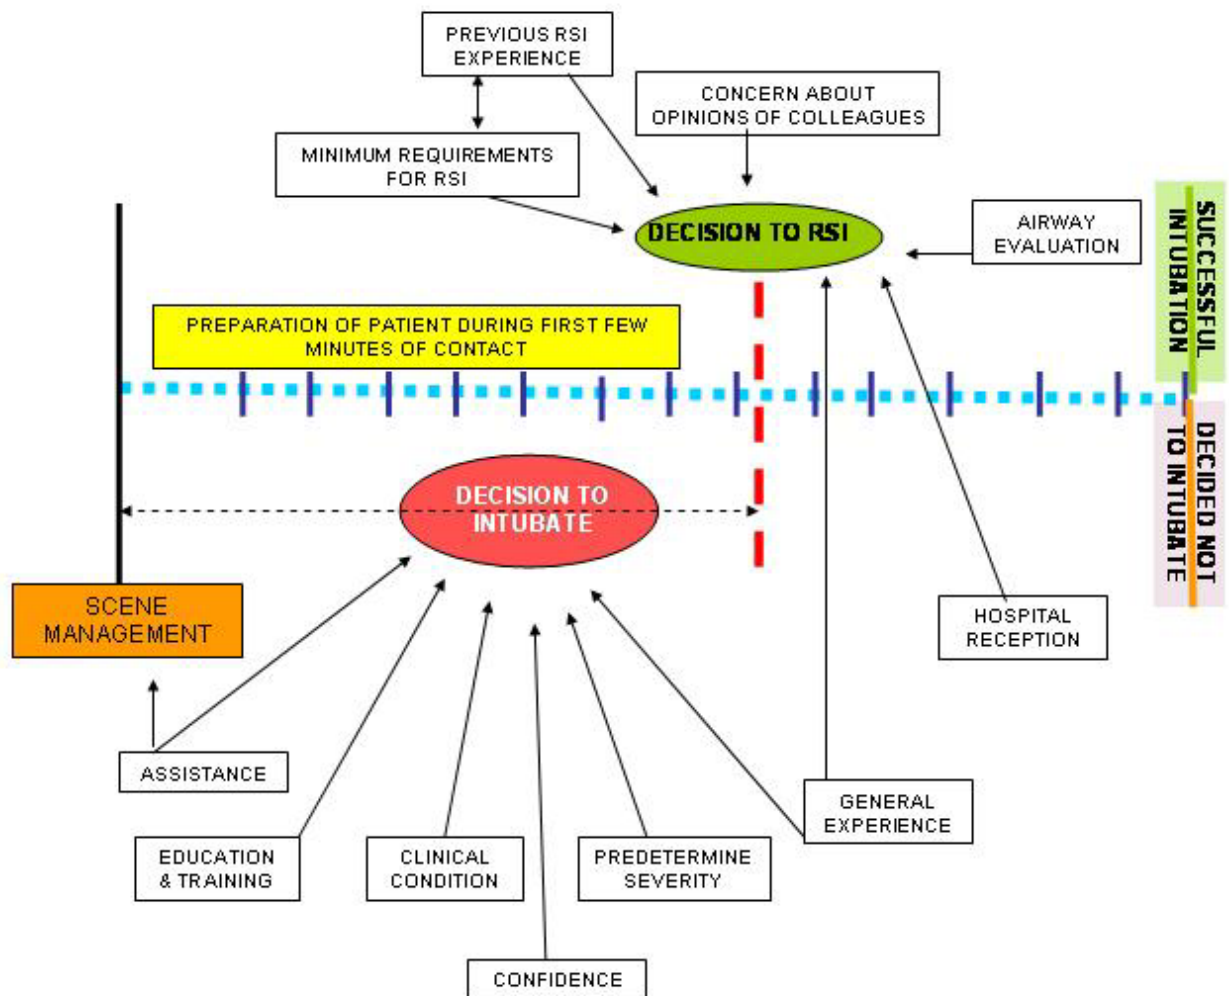 PREVIOUS RSI
EXPERIENCE
CONCERN ABOUT
OPINIONS OF COLLEAGUES
MINIMUM REQUIREMENTS
FOR RSI
DECISION TO RSI
AIRWAY
EVALUATION
SUCCESSFUL
INTUBATION
PREPARATION OF PATIENT DURING FIRST FEW
MINUTES OF CONTACT
DECIDED NOT
TO INTUBATE
DECISION TO
INTUBATE
SCENE
MANAGEMENT
HOSPITAL
RECEPTION
ASSISTANCE
GENERAL
EXPERIENCE
EDUCATION
& TRAINING
CLINICAL
CONDITION
PREDETERMINE
SEVERITY
CONFIDENCE